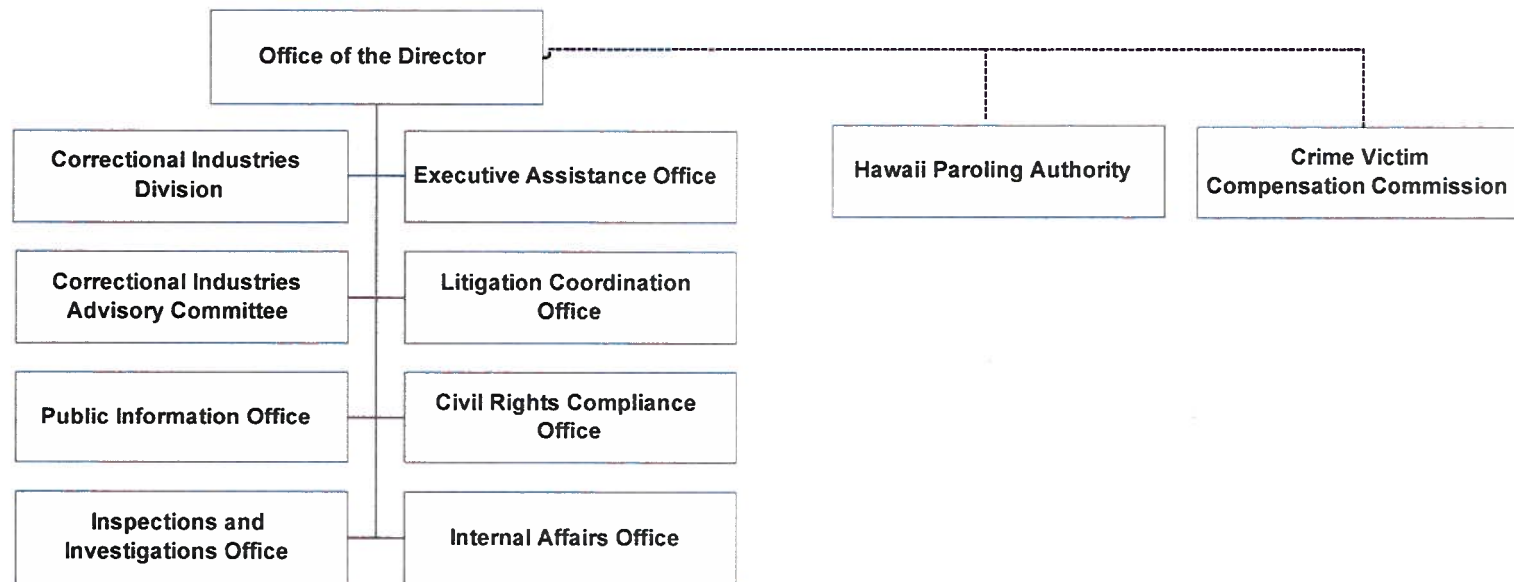 Office of the Director
Correctional Industries
Division
Executive Assistance Office
Hawaii Paroling Authority
Crime Victim
Compensation Commission
Correctional Industries
Advisory Committee
Litigation Coordination
Office
Public Information Office
Civil Rights Compliance
Office
Inspections and
Investigations Office
Internal Affairs Office